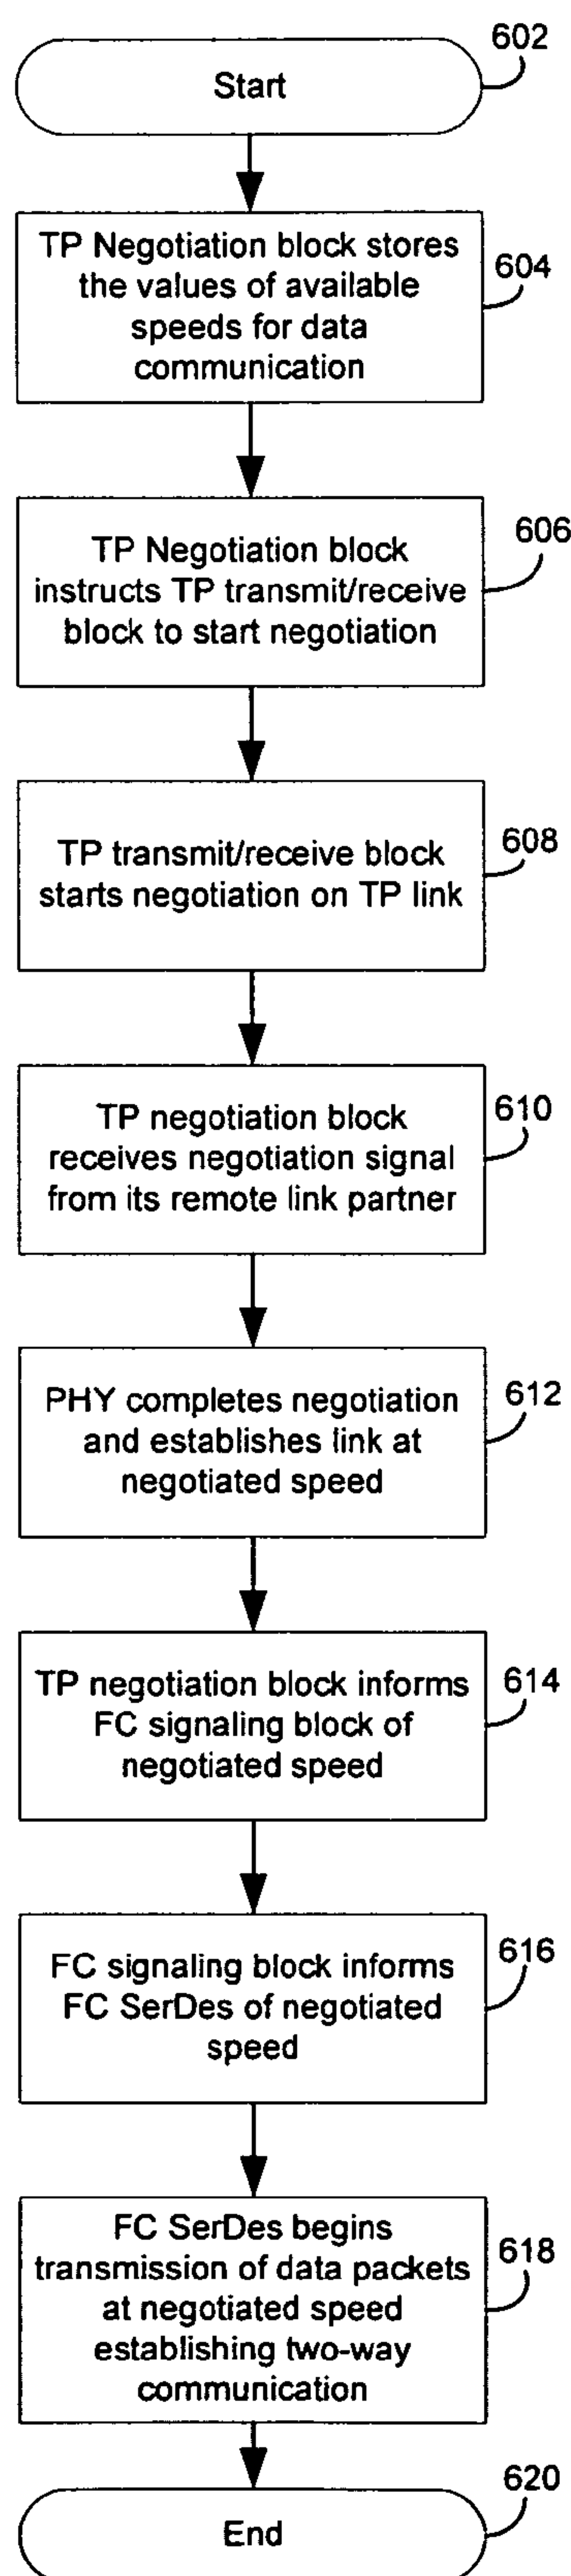 602
Start
TP Negotiation block stores
the values of available
speeds for data
communication
604
TP Negotiation block
instructs TP transmit/receive
block to start negotiation
606
TP transmit/receive block
starts negotiation on TP link
608
TP negotiation block
receives negotiation signal
from its remote link partner
610
PHY completes negotiation
and establishes link at
negotiated speed
612
TP negotiation block informs
FC signaling block of
negotiated speed
614
FC signaling block informs
FC SerDes of negotiated
speed
616
FC SerDes begins
transmission of data packets
at negotiated speed
establishing two-way
communication
618
End
620